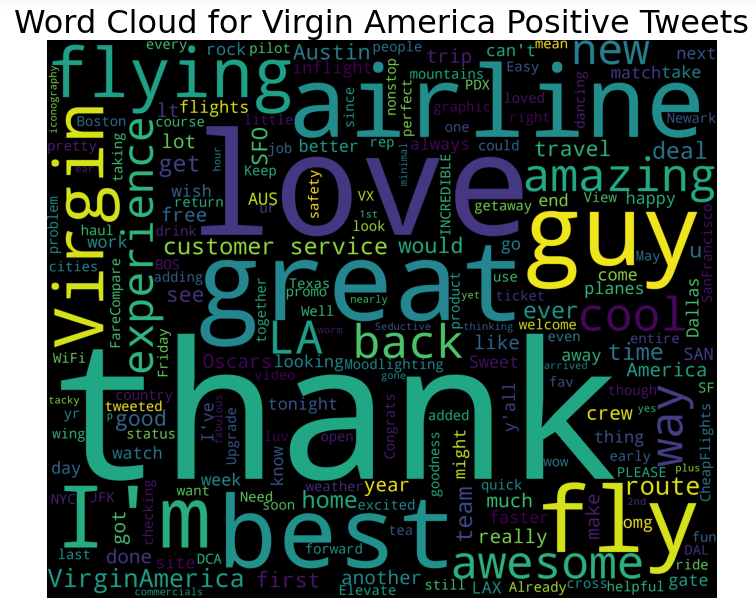 Word Cloud for Virgin America Positive Tweets
every rock pilot Austin people can't mean new next
flying inflight trip Easy matchtake
iconography airline mountains PDX
lt flights since nonstop perfect graphic loved dancing
Boston course little one right Newark
pretty taking lot SFO job better rep always could travel deal
Virgin experience get Keep love minimal INCREDIBLE amazing
ear hour safety
wish AUS VX getaway end View happy
return ur look
problem haul free 1st guy
work drink customer service would go May u SanFrancisco
cities BOS great come
adding Texas use planes
see promo nearly product ticket ever cool Dallas
FareCompare together Well yet welcome
Friday LA worm back Seductive thinking like even time entire
WiFi Oscars looking Moodlighting Sweet away SAN
video gone arrived America
thank country fav though SF
tacky tweeted p good I've fabulous tonight Congrats added y'all crew yes way
yr luv open thing
wing status Upgrade goodness might early CheapFlights
watch know wow
day week weather PLEASE plus
NYC JFK want Need home year quick route
I'm got checking soon excited team much fly 2nd
best really faster make omg
last tea fun
done site DCA forward awesome DAL
VirginAmerica first another still LAX Already cross helpful ride gate
commercials Elevate